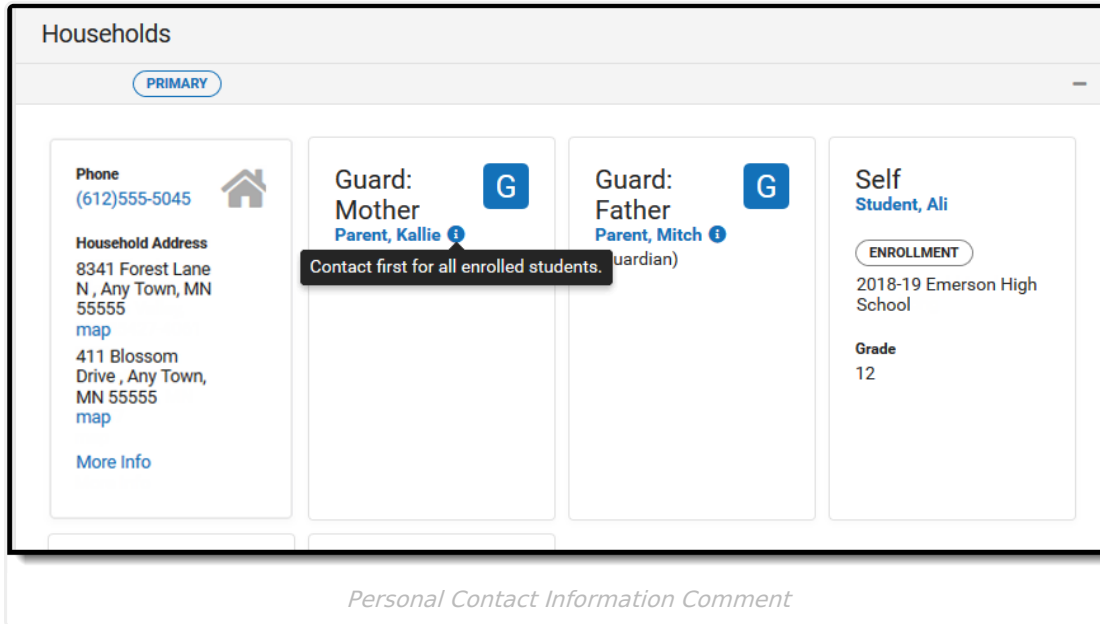 Households
PRIMARY
Phone
(612)555-5045
Household Address
8341 Forest Lane
N , Any Town, MN
55555
map
411 Blossom
Drive , Any Town,
MN 55555
map
More Info
Guard:
Mother
G
Parent, Kallie
Contact first for all enrolled students.
Guard:
Father
G
Parent, Mitch
uardian)
Self
Student, Ali
ENROLLMENT
2018-19 Emerson High
School
Grade
12
Personal Contact Information Comment